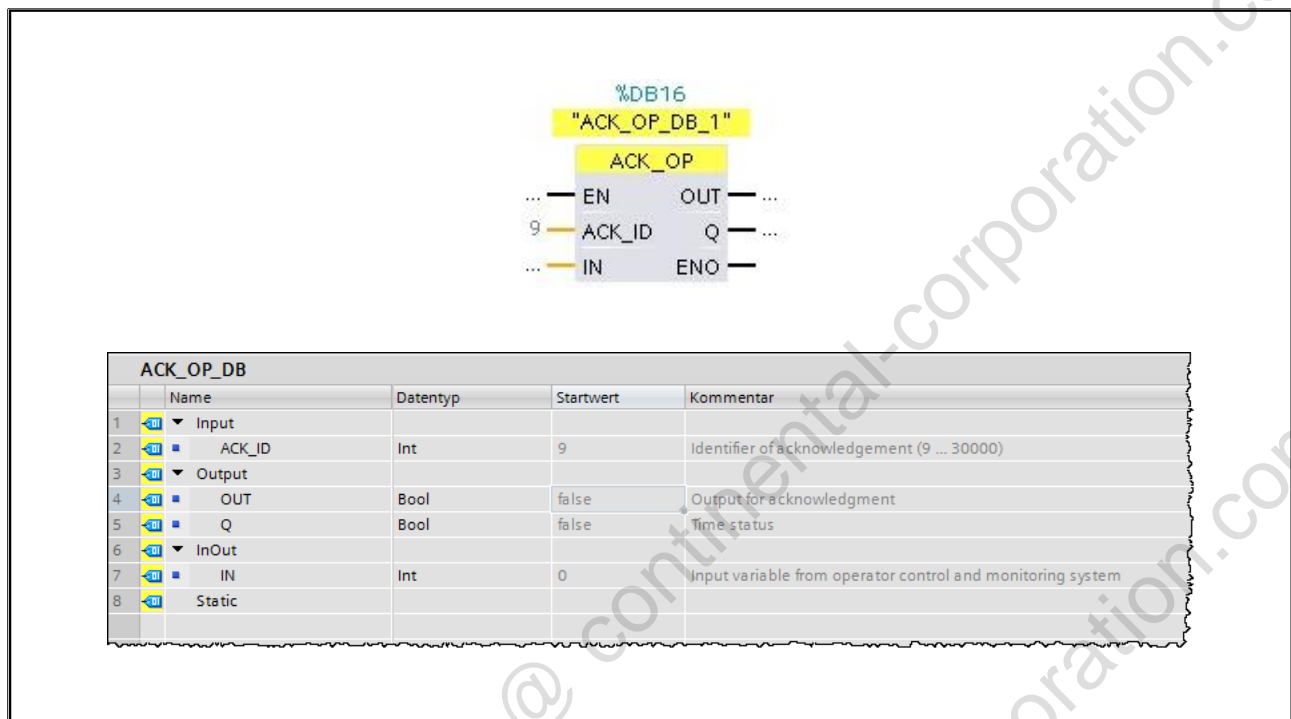 %DB16
"ACK_OP_DB_1"
ACK_OP
... EN OUT ...
9 ACK_ID Q ...
... IN ENO
ACK_OP_DB
Name Datentyp Startwert Kommentar
1 Input
2 ACK_ID Int 9 Identifier of acknowledgement (9 ... 30000)
3 Output
4 OUT Bool false Output for acknowledgment
5 Q Bool false Time status
6 InOut
7 IN Int 0 Input variable from operator control and monitoring system
8 Static
@ continental-corporation.co
oration.con